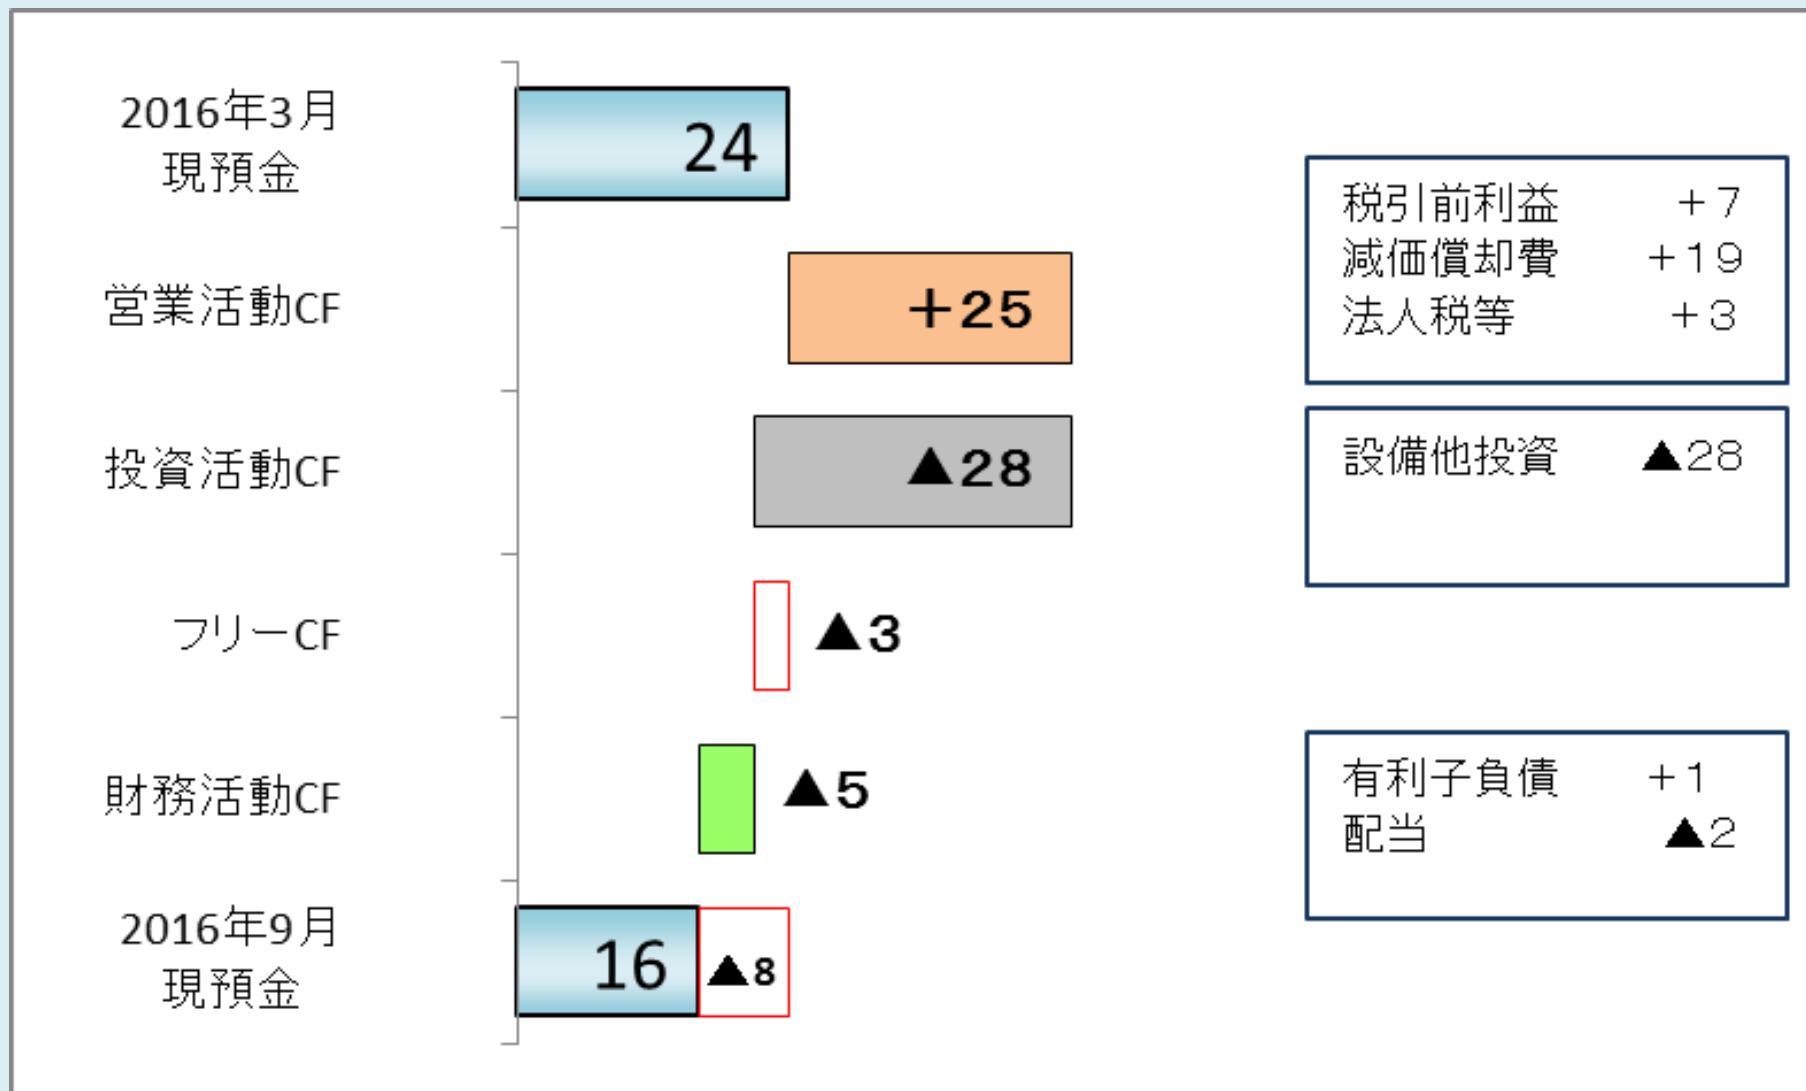 2016年3月
現預金
24
営業活動CF
＋25
投資活動CF
▲28
フリーCF
▲3
財務活動CF
▲5
2016年9月
現預金
16
▲8
税引前利益 ＋7
減価償却費 ＋19
法人税等 ＋3
設備他投資 ▲28
有利子負債 ＋1
配当 ▲2